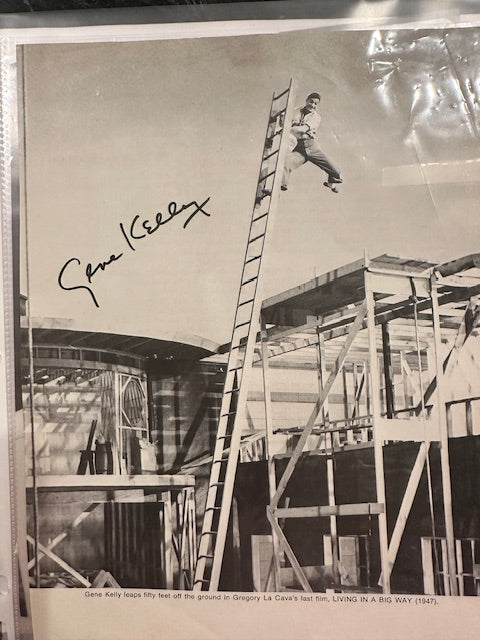 Gene Kelly
Gene Kelly leaps fifty feet off the ground in Gregory La Cava's last film, LIVING IN A BIG WAY (1947).